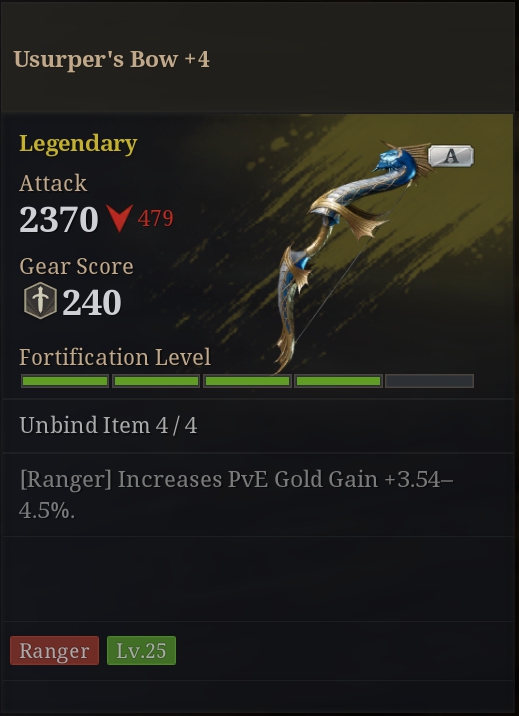 Usurper's Bow +4
Legendary
A
Attack
2370 479
Gear Score
240
Fortification Level
Unbind Item 4 / 4
[Ranger] Increases PvE Gold Gain +3.54–
4.5%.
Ranger Lv.25